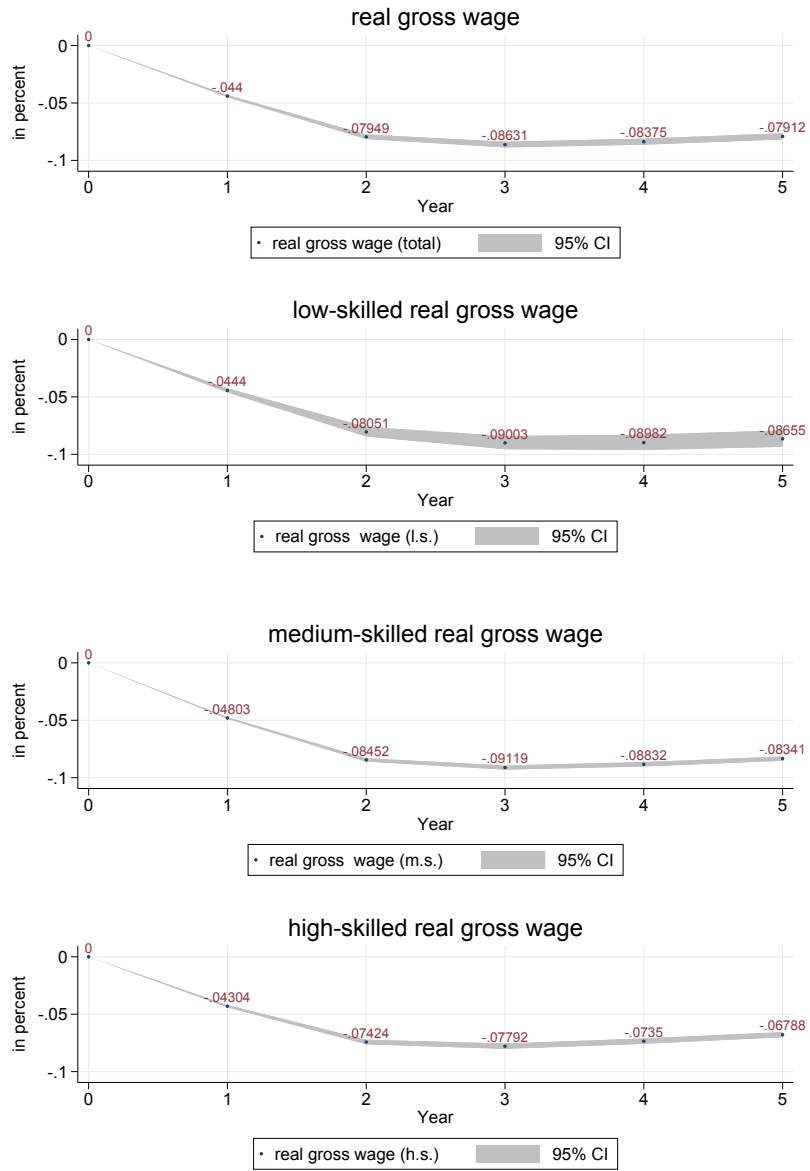 real gross wage
in percent
0
-.05
-.1
0
-.044
-.07949
-.08631
-.08375
-.07912
0 1 2 3 4 5
Year
real gross wage (total) 95% CI
low-skilled real gross wage
in percent
0
-.05
-.1
0
-.0444
-.08051
-.09003
-.08982
-.08655
0 1 2 3 4 5
Year
real gross wage (l.s.) 95% CI
medium-skilled real gross wage
in percent
0
-.05
-.1
0
-.04803
-.08452
-.09119
-.08832
-.08341
0 1 2 3 4 5
Year
real gross wage (m.s.) 95% CI
high-skilled real gross wage
in percent
0
-.05
-.1
0
-.04304
-.07424
-.07792
-.0735
-.06788
0 1 2 3 4 5
Year
real gross wage (h.s.) 95% CI